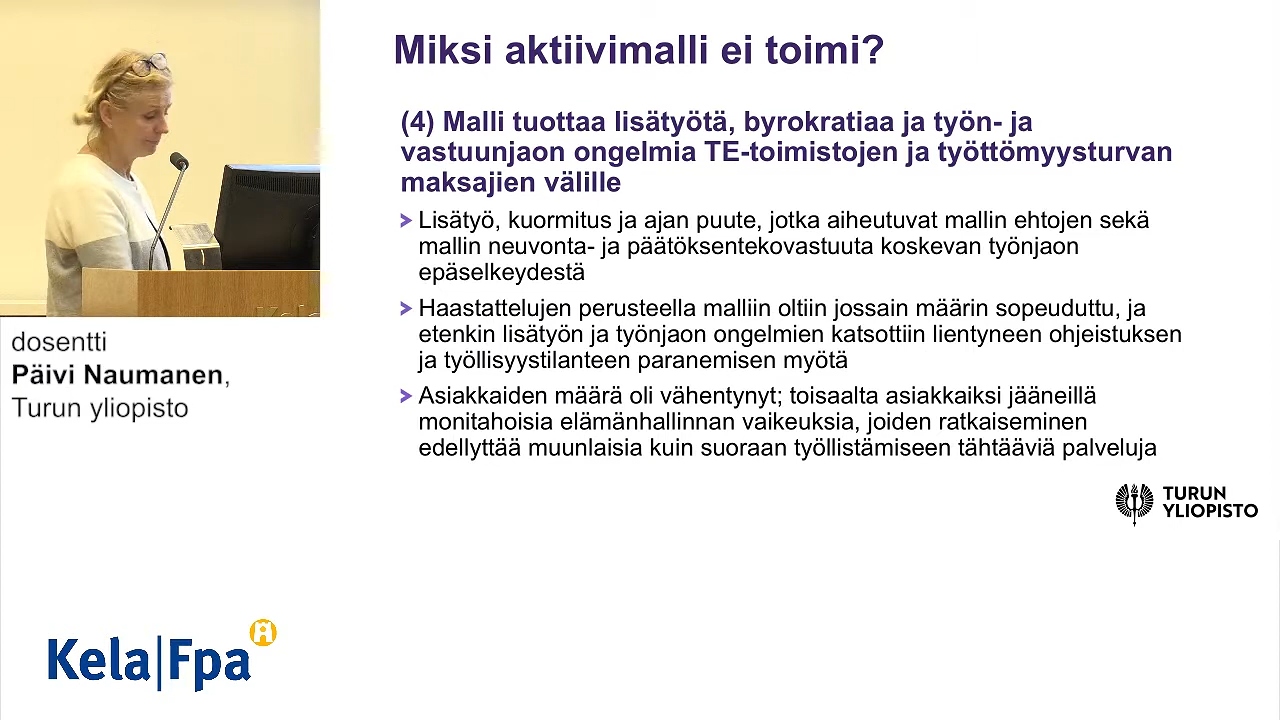 Miksi aktiivimalli ei toimi?
(4) Malli tuottaa lisätyötä, byrokratiaa ja työn- ja
vastuunjaon ongelmia TE-toimistojen ja työttömyysturvan
maksajien välille
> Lisätyö, kuormitus ja ajan puute, jotka aiheutuvat mallin ehtojen sekä
mallin neuvonta- ja päätöksentekovastuuta koskevan työnjaon
epäselkeydestä
> Haastattelujen perusteella malliin oltiin jossain määrin sopeuduttu, ja
etenkin lisätyön ja työnjaon ongelmien katsottiin lientyneen ohjeistuksen
ja työllisyystilanteen paranemisen myötä
> Asiakkaiden määrä oli vähentynyt; toisaalta asiakkaiksi jääneillä
monitahoisia elämänhallinnan vaikeuksia, joiden ratkaiseminen
edellyttää muunlaisia kuin suoraan työllistämiseen tähtääviä palveluja
TURUN
YLIOPISTO
Kela
dosentti
Päivi Naumanen,
Turun yliopisto
Kela|Fpa